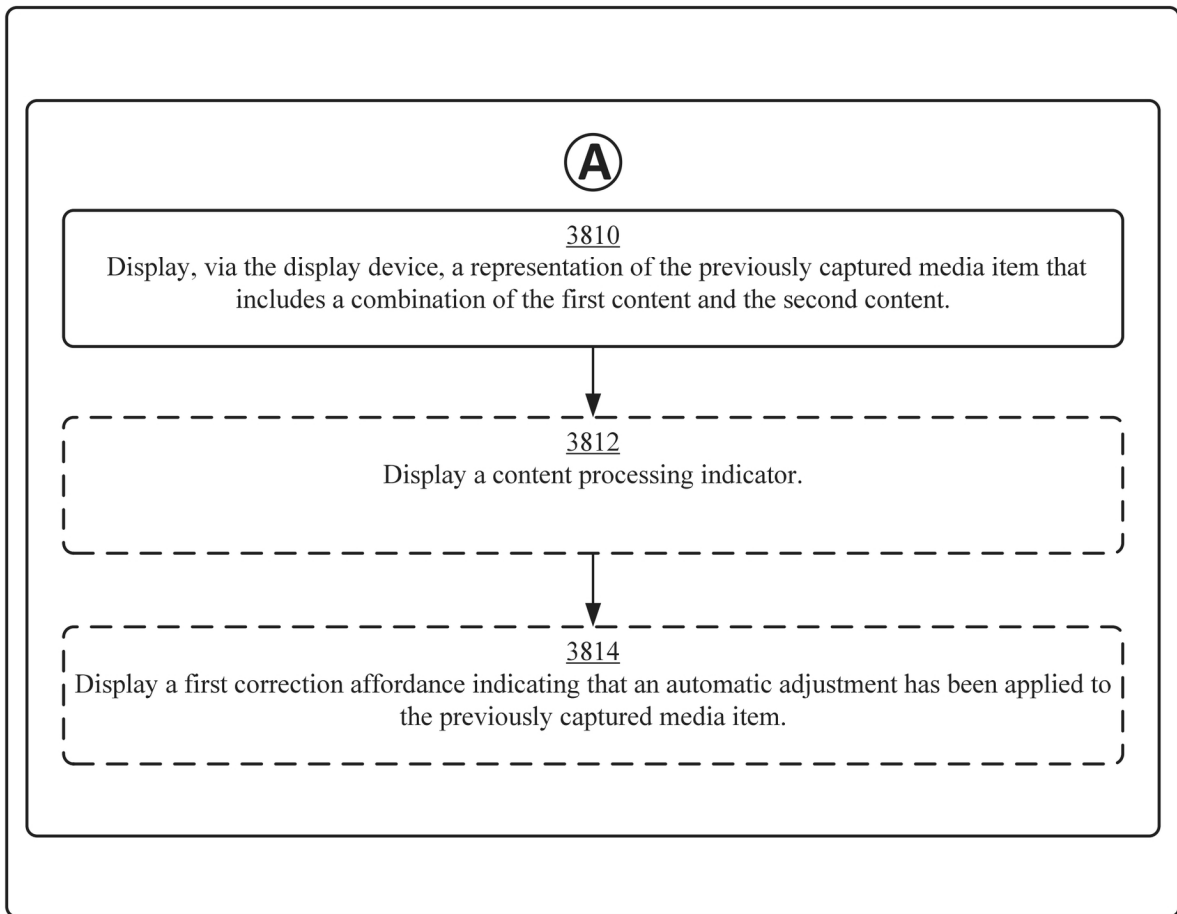 A
3810
Display, via the display device, a representation of the previously captured media item that
includes a combination of the first content and the second content.
3812
Display a content processing indicator.
3814
Display a first correction affordance indicating that an automatic adjustment has been applied to
the previously captured media item.